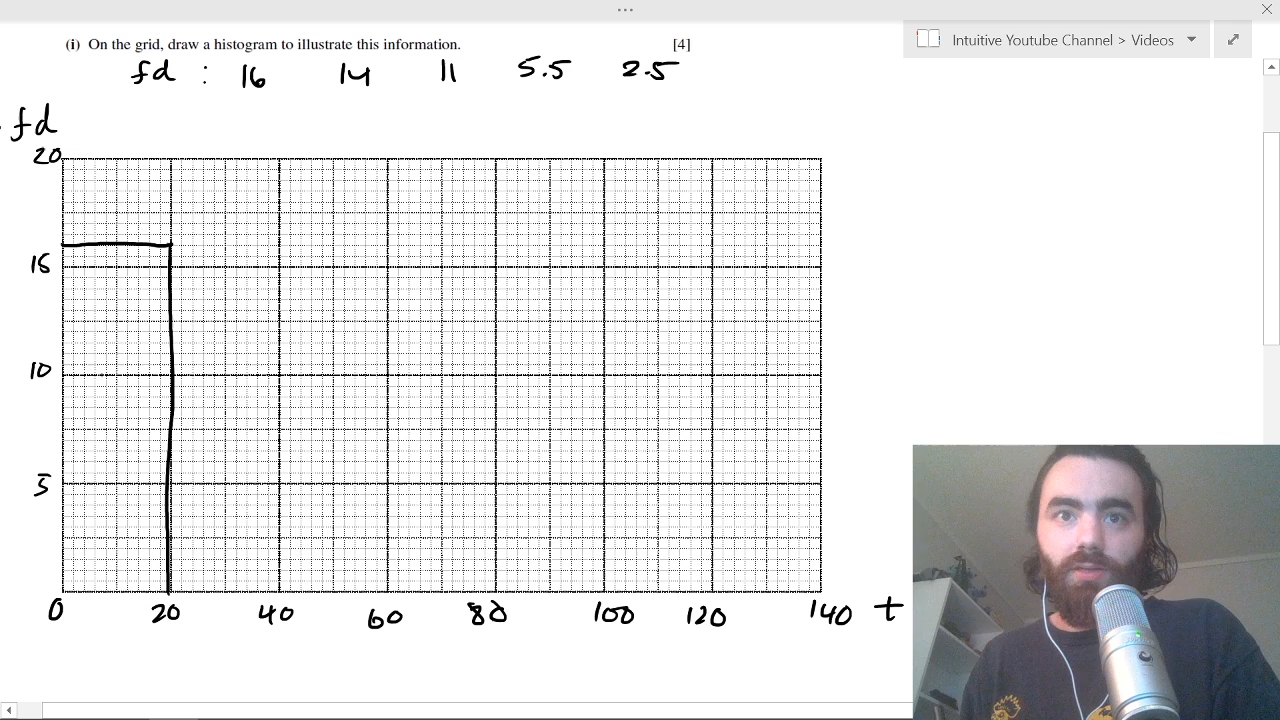 Intuitive Youtube Channel > Videos
(i) On the grid, draw a histogram to illustrate this information. [4]
fd : 16 14 11 5.5 2.5
fd
20
15
10
5
0 20 40 60 80 100 120 140 t